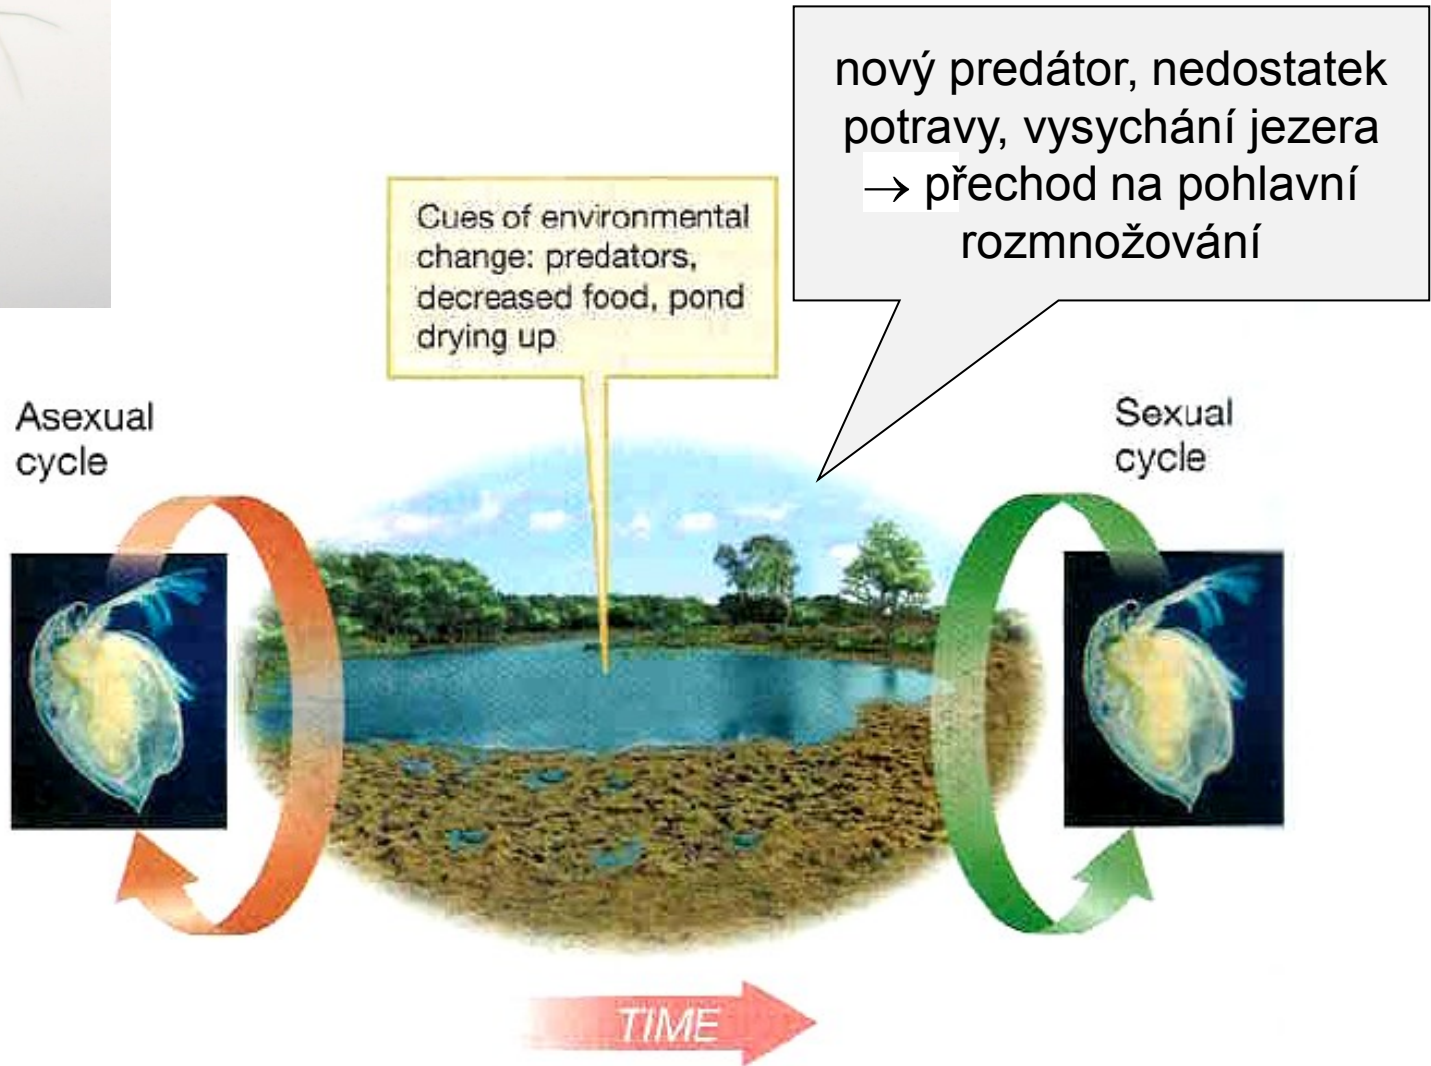 nový predátor, nedostatek
potravy, vysychání jezera
→ přechod na pohlavní
rozmnožování
Cues of environmental
change: predators,
decreased food, pond
drying up
Asexual
cycle
Sexual
cycle
TIME